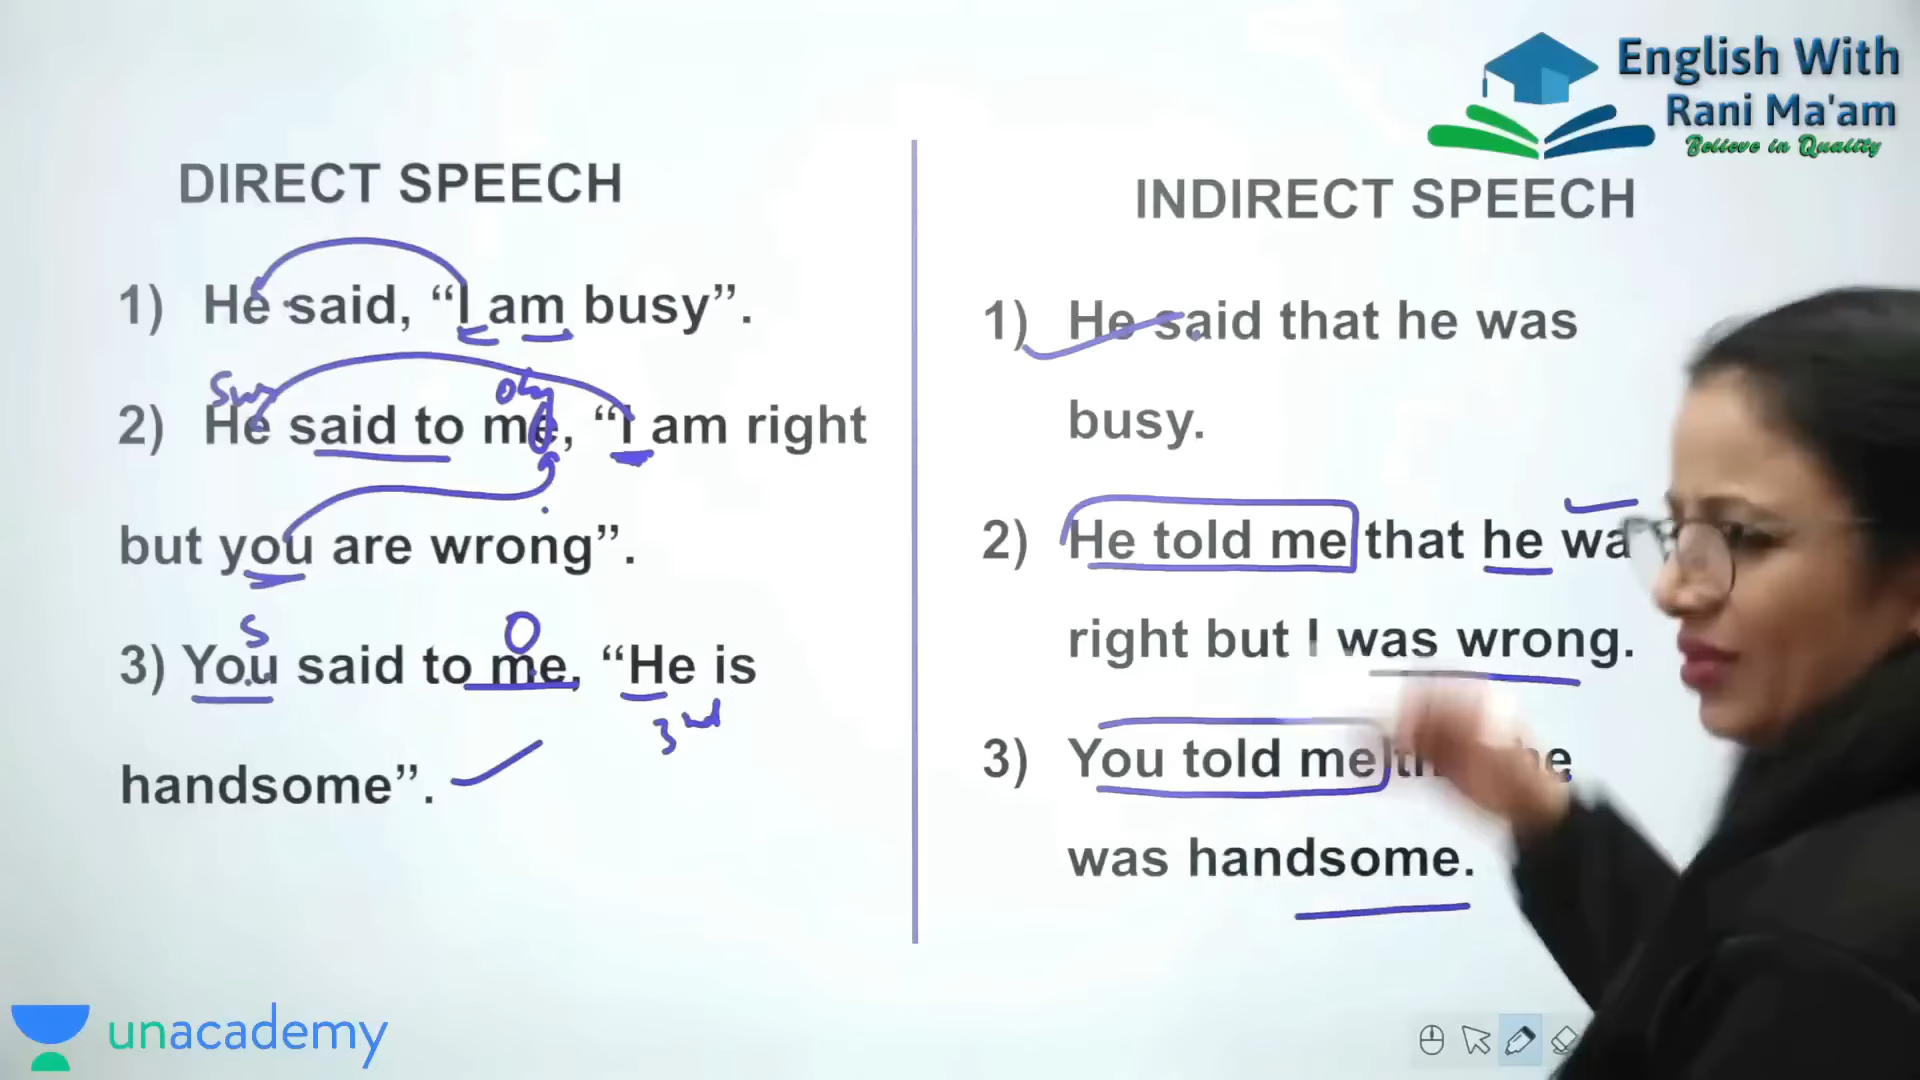 English With
Rani Ma'am
Believe in Quality
DIRECT SPEECH
1) He said, “I am busy”.
Suj
Obj
2) He said to me, “I am right
but you are wrong”.
S
O
3) You said to me, “He is
3rd
handsome”.
INDIRECT SPEECH
1) He said that he was
busy.
2) He told me that he
right but I was wrong.
3) You told me
was handsome.
unacademy